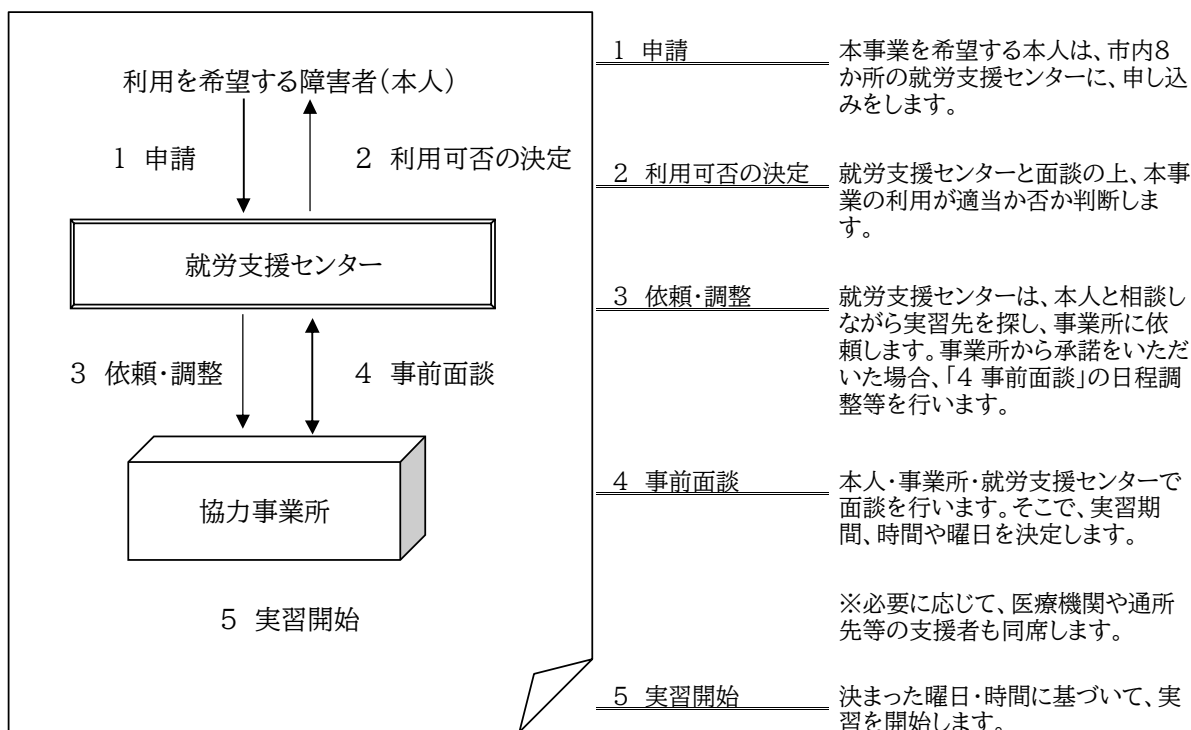 利用を希望する障害者(本人)
1 申請
2 利用可否の決定
就労支援センター
3 依頼・調整
4 事前面談
協力事業所
5 実習開始
1 申請
本事業を希望する本人は、市内8
か所の就労支援センターに、申し込
みをします。
2 利用可否の決定
就労支援センターと面談の上、本事
業の利用が適当か否か判断しま
す。
3 依頼・調整
就労支援センターは、本人と相談し
ながら実習先を探し、事業所に依
頼します。事業所から承諾をいただ
いた場合、「4 事前面談」の日程調
整等を行います。
4 事前面談
本人・事業所・就労支援センターで
面談を行います。そこで、実習期
間、時間や曜日を決定します。
※必要に応じて、医療機関や通所
先等の支援者も同席します。
5 実習開始
決まった曜日・時間に基づいて、実
習を開始します。